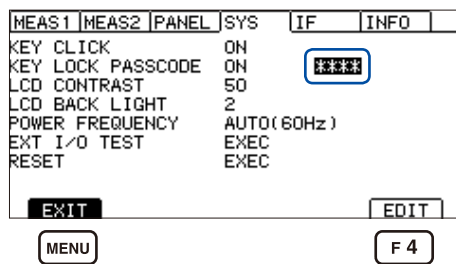 MEAS1 MEAS2 PANEL SYS IF INFO
KEY CLICK ON
KEY LOCK PASSCODE ON ****
LCD CONTRAST 50
LCD BACK LIGHT 2
POWER FREQUENCY AUTO(60Hz)
EXT I/O TEST EXEC
RESET EXEC
EXIT EDIT
MENU F 4